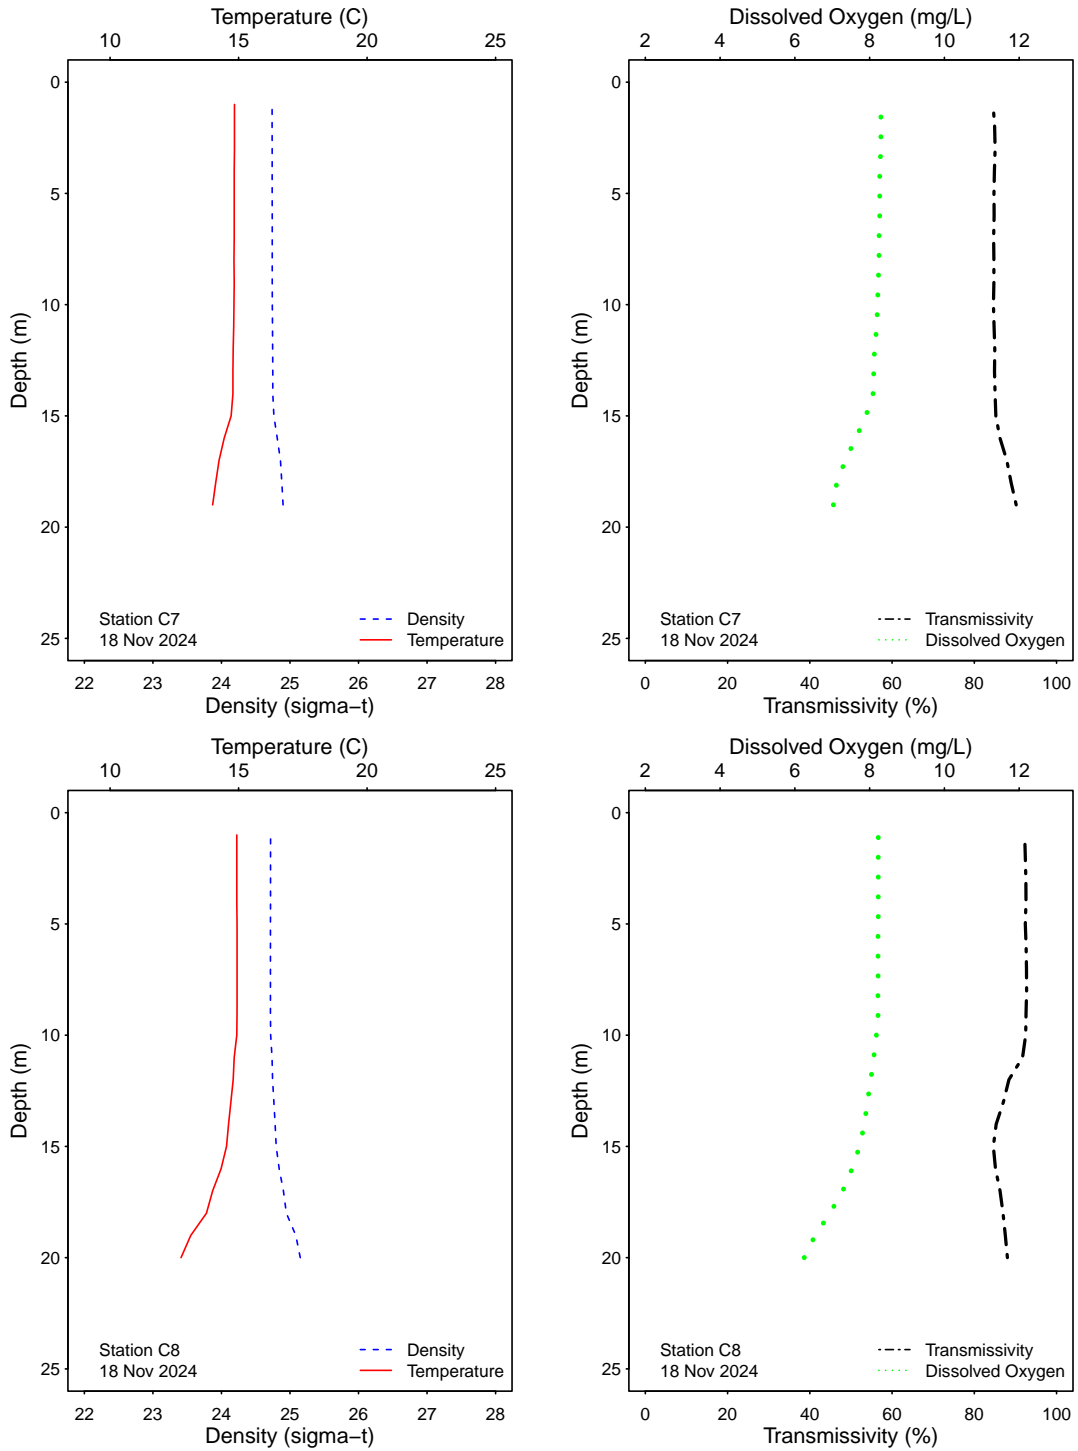 Temperature (C)
10 15 20 25
0
5
10
15
20
25
Depth (m)
Station C7
18 Nov 2024
Density
Temperature
22 23 24 25 26 27 28
Density (sigma−t)
Dissolved Oxygen (mg/L)
2 4 6 8 10 12
0
5
10
15
20
25
Depth (m)
Station C7
18 Nov 2024
Transmissivity
Dissolved Oxygen
0 20 40 60 80 100
Transmissivity (%)
Temperature (C)
10 15 20 25
0
5
10
15
20
25
Depth (m)
Station C8
18 Nov 2024
Density
Temperature
22 23 24 25 26 27 28
Density (sigma−t)
Dissolved Oxygen (mg/L)
2 4 6 8 10 12
0
5
10
15
20
25
Depth (m)
Station C8
18 Nov 2024
Transmissivity
Dissolved Oxygen
0 20 40 60 80 100
Transmissivity (%)